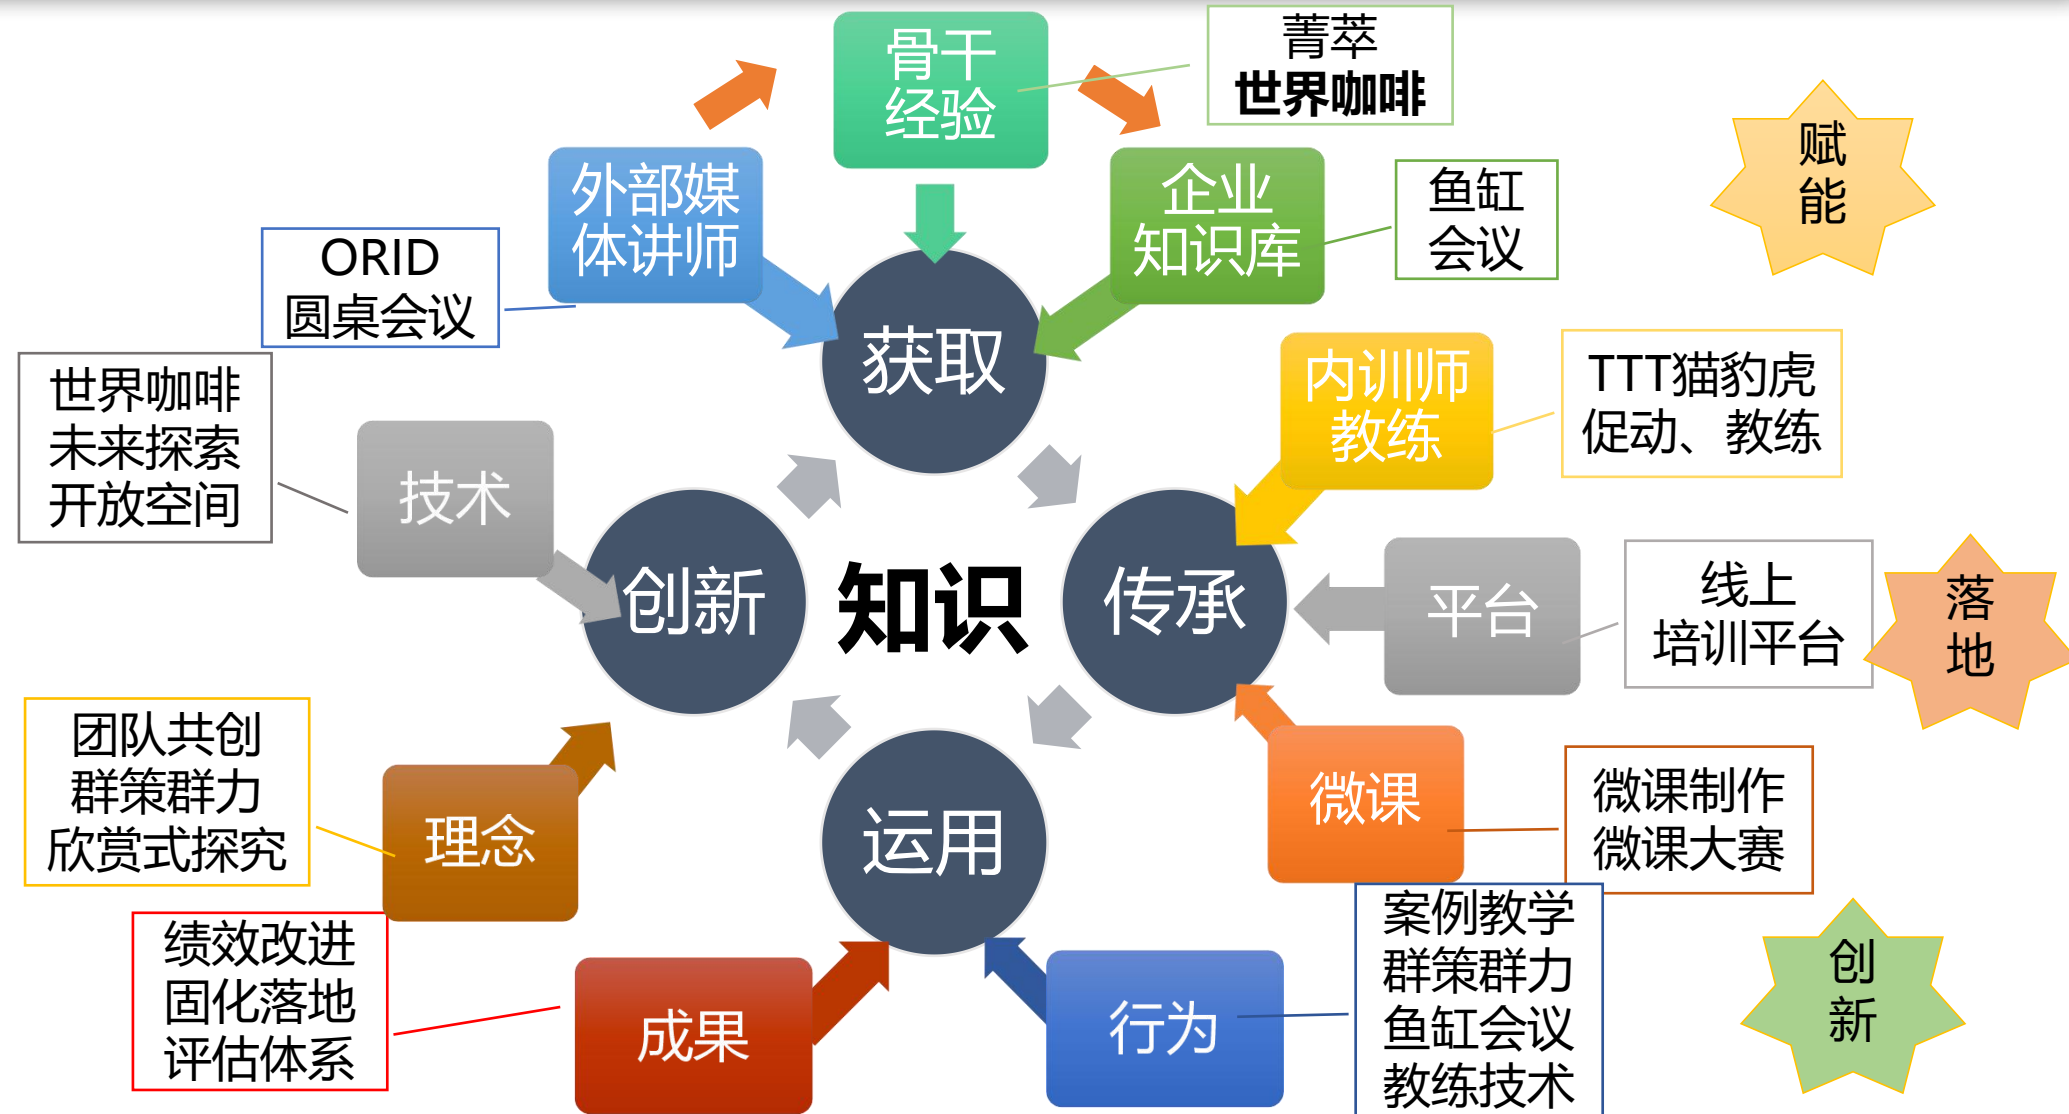 骨干
经验
菁萃
世界咖啡
赋
能
外部媒
体讲师
企业
知识库
鱼缸
会议
ORID
圆桌会议
获取
内训师
教练
TTT猫豹虎
促动、教练
世界咖啡
未来探索
开放空间
技术
创新
知识
传承
平台
线上
培训平台
落
地
团队共创
群策群力
欣赏式探究
理念
运用
微课
微课制作
微课大赛
绩效改进
固化落地
评估体系
成果
行为
案例教学
群策群力
鱼缸会议
教练技术
创
新